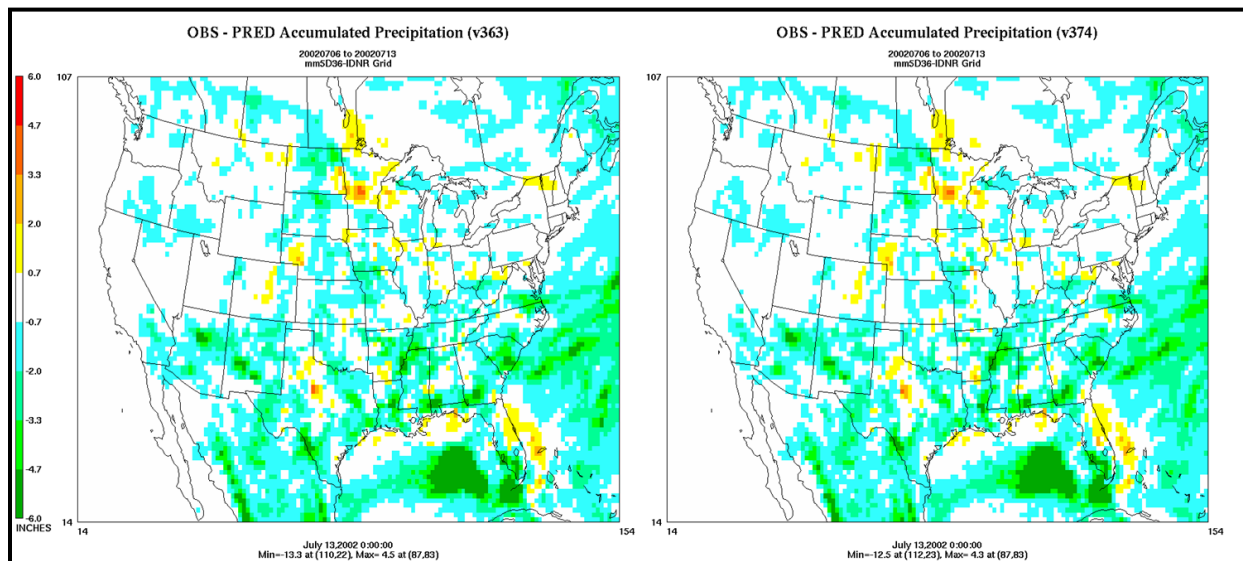 OBS - PRED Accumulated Precipitation (v363)
20020706 to 20020713
mm5D36-IDNR Grid
107
6.0
4.7
3.3
2.0
0.7
-0.7
-2.0
-3.3
-4.7
-6.0
INCHES
14
14
154
July 13,2002 0:00:00
Min=-13.3 at (110,22), Max= 4.5 at (87,83)
OBS - PRED Accumulated Precipitation (v374)
20020706 to 20020713
mm5D36-IDNR Grid
107
14
14
154
July 13,2002 0:00:00
Min=-12.5 at (112,23), Max= 4.3 at (87,83)